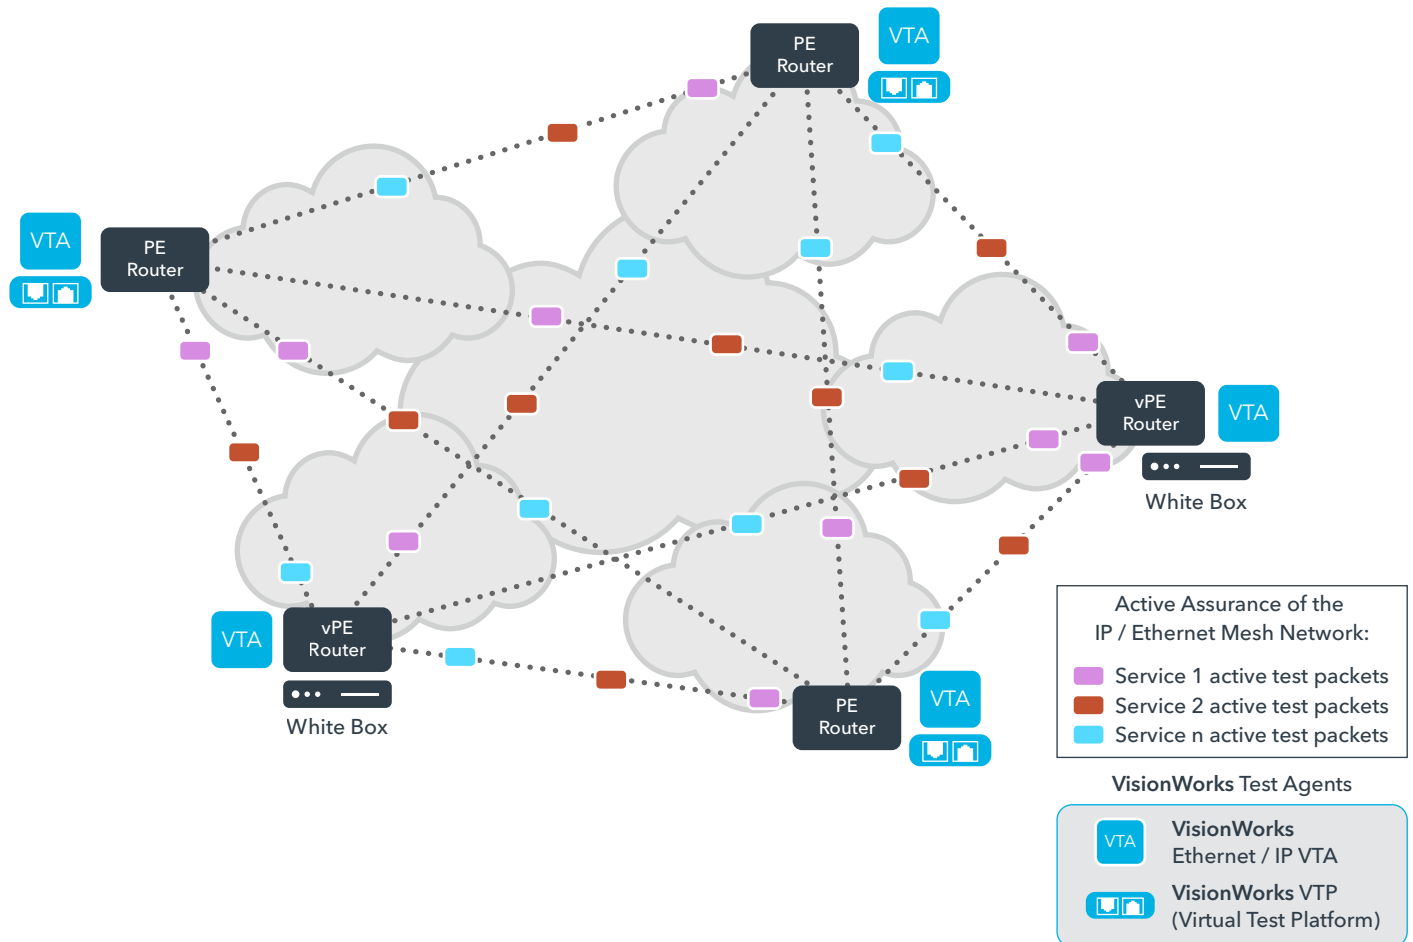 PE
Router
VTA
VTA
PE
Router
vPE
Router
VTA
White Box
VTA
vPE
Router
White Box
PE
Router
VTA
Active Assurance of the
IP / Ethernet Mesh Network:
Service 1 active test packets
Service 2 active test packets
Service n active test packets
VisionWorks Test Agents
VTA
VisionWorks
Ethernet / IP VTA
VisionWorks VTP
(Virtual Test Platform)